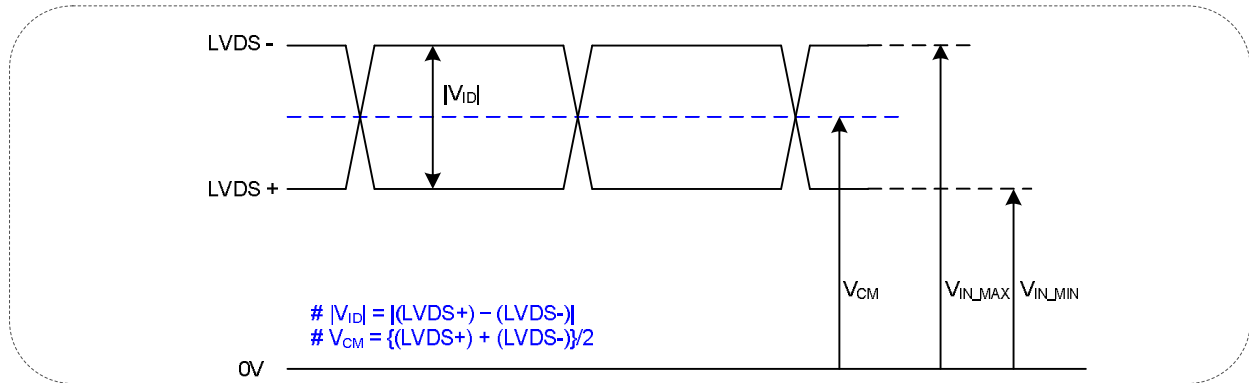 LVDS -
|VID|
LVDS +
VCM
VIN_MAX
VIN_MIN
# |VID| = |(LVDS+) – (LVDS-)|
# VCM = {(LVDS+) + (LVDS-)}/2
0V